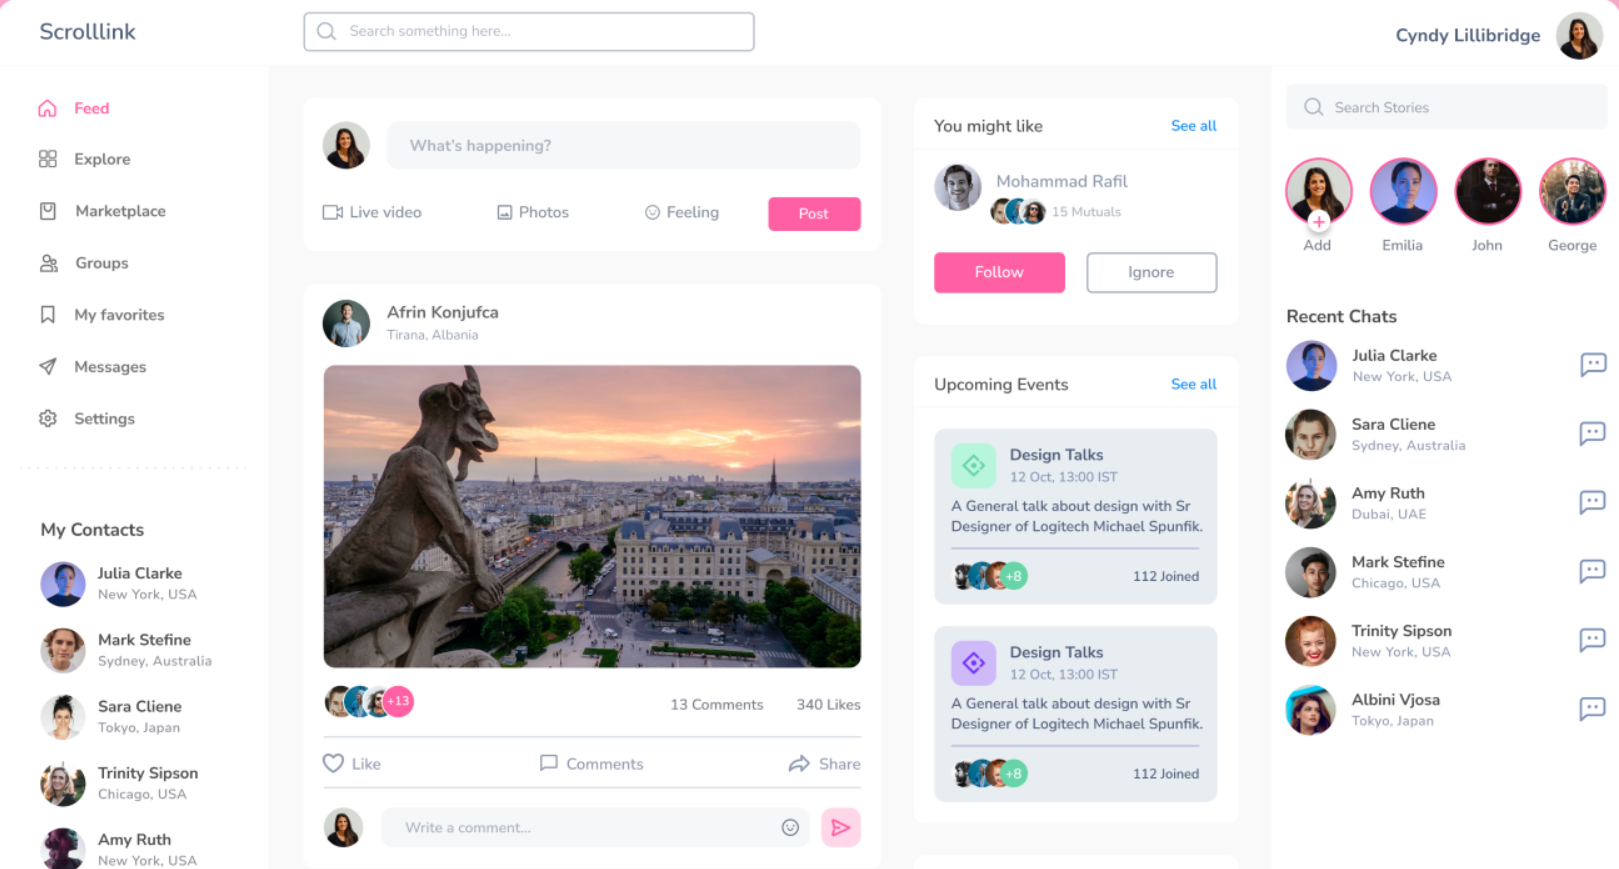 Scrolllink
Search something here...
Cyndy Lillibridge
Feed
Explore
Marketplace
Groups
My favorites
Messages
Settings
My Contacts
Julia Clarke
New York, USA
Mark Stefine
Sydney, Australia
Sara Cliene
Tokyo, Japan
Trinity Sipson
Chicago, USA
Amy Ruth
New York, USA
What's happening?
Live video
Photos
Feeling
Post
Afrin Konjufca
Tirana, Albania
+13
13 Comments
340 Likes
Like
Comments
Share
Write a comment...
You might like
See all
Mohammad Rafil
15 Mutuals
Follow
Ignore
Upcoming Events
See all
Design Talks
12 Oct, 13:00 IST
A General talk about design with Sr
Designer of Logitech Michael Spunfik.
+8
112 Joined
Design Talks
12 Oct, 13:00 IST
A General talk about design with Sr
Designer of Logitech Michael Spunfik.
+8
112 Joined
Search Stories
Add
Emilia
John
George
Recent Chats
Julia Clarke
New York, USA
Sara Cliene
Sydney, Australia
Amy Ruth
Dubai, UAE
Mark Stefine
Chicago, USA
Trinity Sipson
New York, USA
Albini Vjosa
Tokyo, Japan